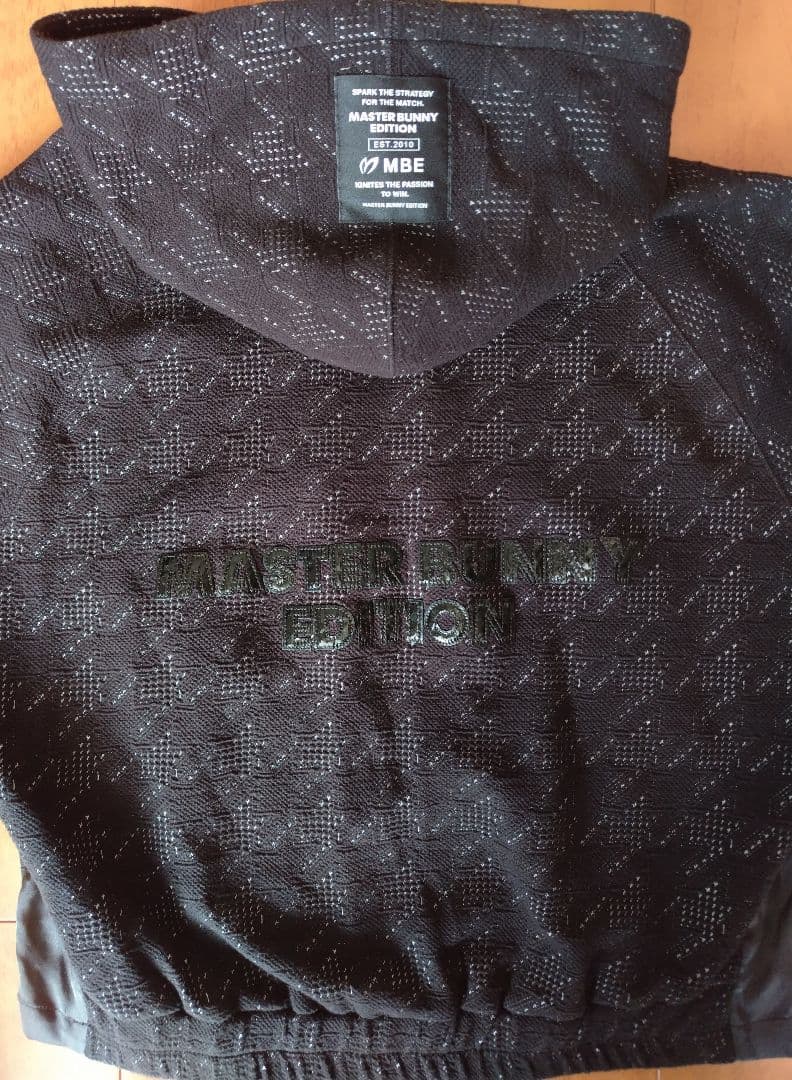 SPARK THE STRATEGY
FOR THE MATCH.
MASTER BUNNY
EDITION
EST.2010
MBE
IGNITES THE PASSION
TO WIN.
MASTER BUNNY EDITION
MASTER BUNNY
EDITION